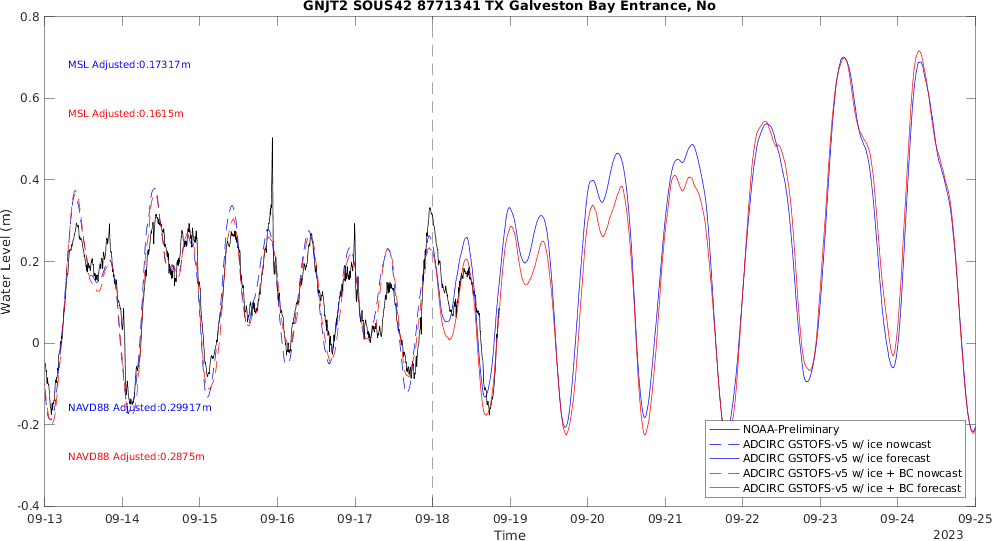 GNJT2 SOUS42 8771341 TX Galveston Bay Entrance, No
Water Level (m)
0.8
0.6
0.4
0.2
0
-0.2
-0.4
MSL Adjusted:0.17317m
MSL Adjusted:0.1615m
NAVD88 Adjusted:0.29917m
NAVD88 Adjusted:0.2875m
NOAA-Preliminary
ADCIRC GSTOFS-v5 w/ ice nowcast
ADCIRC GSTOFS-v5 w/ ice forecast
ADCIRC GSTOFS-v5 w/ ice + BC nowcast
ADCIRC GSTOFS-v5 w/ ice + BC forecast
09-13 09-14 09-15 09-16 09-17 09-18 09-19 09-20 09-21 09-22 09-23 09-24 09-25
Time
2023